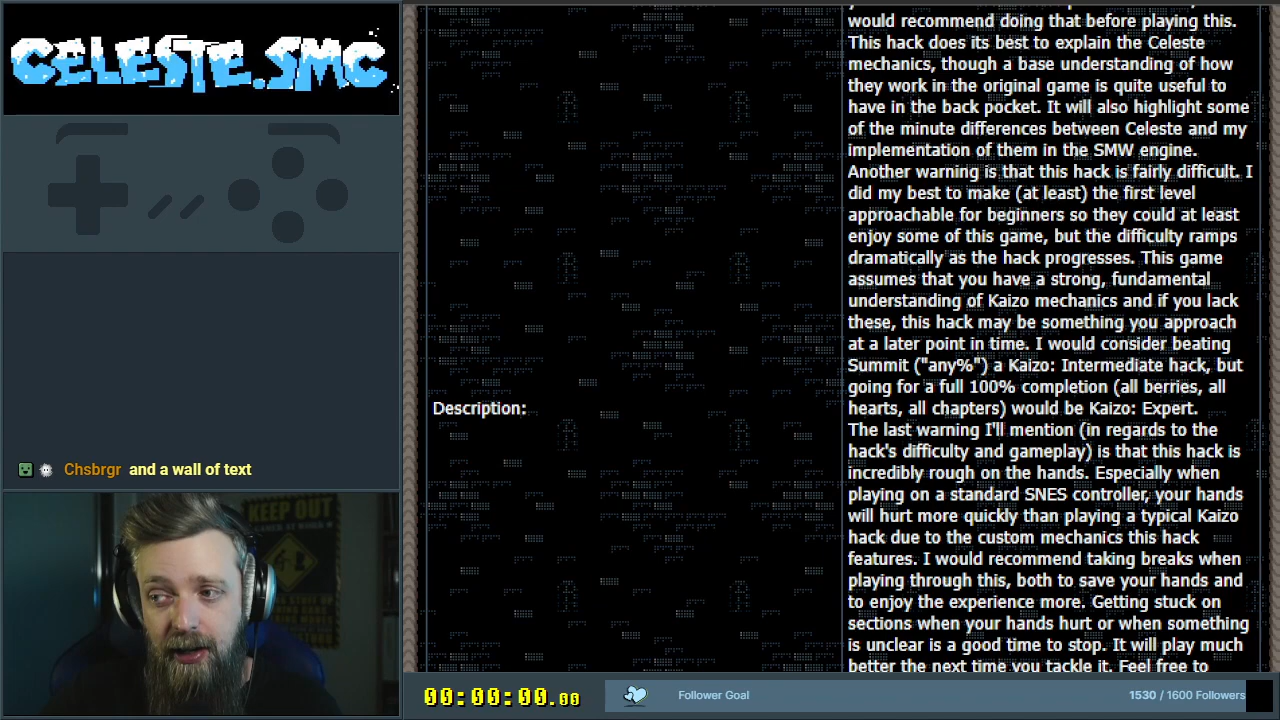 CELESTE.SMC
Chsbrgr and a wall of text
Description:
would recommend doing that before playing this.
This hack does its best to explain the Celeste
mechanics, though a base understanding of how
they work in the original game is quite useful to
have in the back pocket. It will also highlight some
of the minute differences between Celeste and my
implementation of them in the SMW engine.
Another warning is that this hack is fairly difficult. I
did my best to make (at least) the first level
approachable for beginners so they could at least
enjoy some of this game, but the difficulty ramps
dramatically as the hack progresses. This game
assumes that you have a strong, fundamental
understanding of Kaizo mechanics and if you lack
these, this hack may be something you approach
at a later point in time. I would consider beating
Summit ("any%") a Kaizo: Intermediate hack, but
going for a full 100% completion (all berries, all
hearts, all chapters) would be Kaizo: Expert.
The last warning I'll mention (in regards to the
hack's difficulty and gameplay) is that this hack is
incredibly rough on the hands. Especially when
playing on a standard SNES controller, your hands
will hurt more quickly than playing a typical Kaizo
hack due to the custom mechanics this hack
features. I would recommend taking breaks when
playing through this, both to save your hands and
to enjoy the experience more. Getting stuck on
sections when your hands hurt or when something
is unclear is a good time to stop. It will play much
better the next time you tackle it. Feel free to
00:00:00.00
Follower Goal
1530 / 1600 Followers